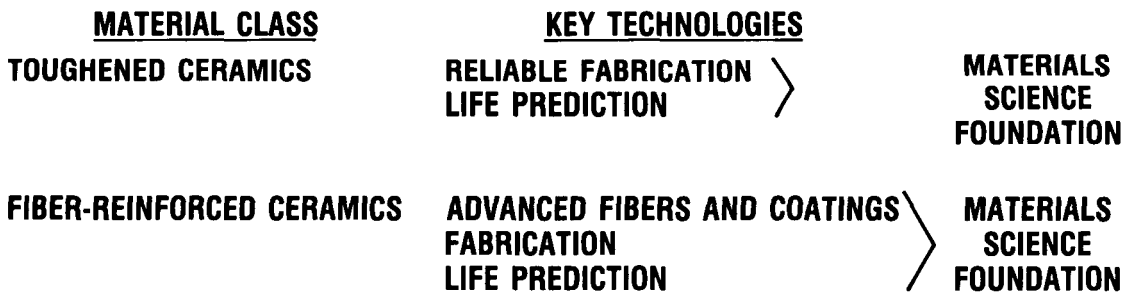 MATERIAL CLASS
KEY TECHNOLOGIES
TOUGHENED CERAMICS
RELIABLE FABRICATION
LIFE PREDICTION
MATERIALS
SCIENCE
FOUNDATION
FIBER-REINFORCED CERAMICS
ADVANCED FIBERS AND COATINGS
FABRICATION
LIFE PREDICTION
MATERIALS
SCIENCE
FOUNDATION